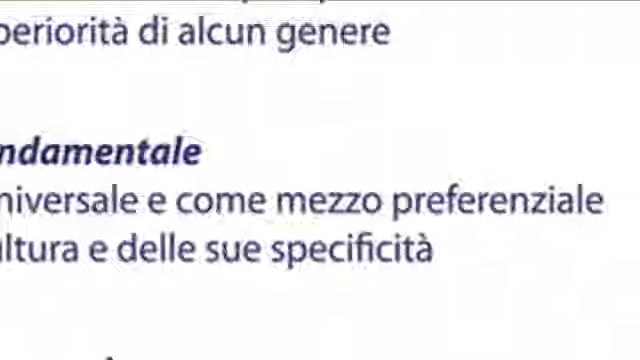 periorità di alcun genere
ndamentale
niversale e come mezzo preferenziale
ltura e delle sue specificità